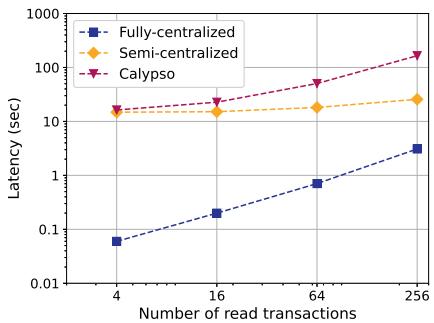 1000
100
10
1
0.1
0.01
Latency (sec)
Fully-centralized
Semi-centralized
Calypso
4 16 64 256
Number of read transactions